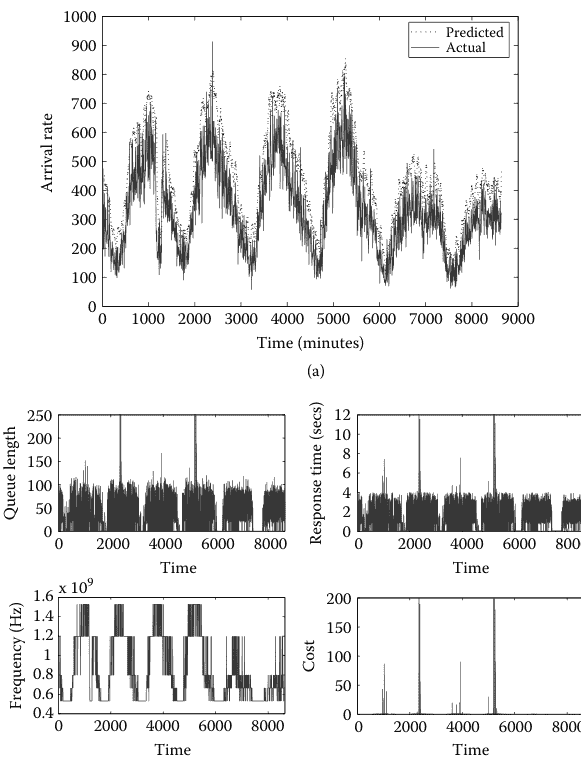 1000
900
800
700
600
500
400
300
200
100
0
Arrival rate
Predicted
Actual
0 1000 2000 3000 4000 5000 6000 7000 8000 9000
Time (minutes)
(a)
250
200
150
100
50
0
Queue length
0 2000 4000 6000 8000
Time
12
10
8
6
4
2
0
Response time (secs)
0 2000 4000 6000 8000
Time
x 10^9
1.6
1.4
1.2
1
0.8
0.6
0.4
Frequency (Hz)
0 2000 4000 6000 8000
Time
200
150
100
50
0
Cost
0 2000 4000 6000 8000
Time